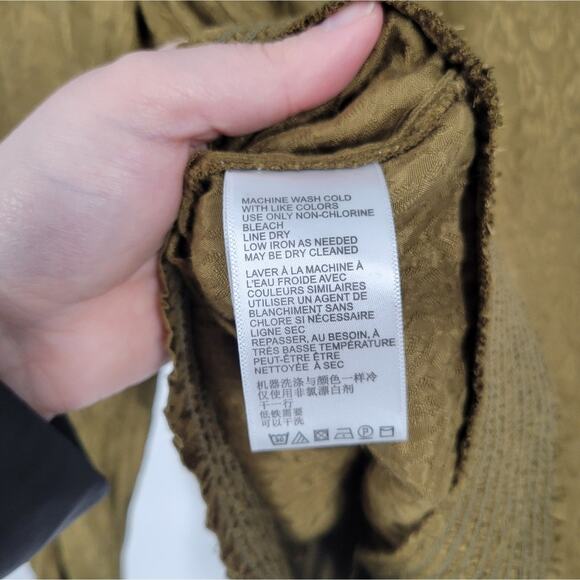 MACHINE WASH COLD
WITH LIKE COLORS
USE ONLY NON-CHLORINE
BLEACH
LINE DRY
LOW IRON AS NEEDED
MAY BE DRY CLEANED
LAVER À LA MACHINE À
L'EAU FROIDE AVEC
COULEURS SIMILAIRES
UTILISER UN AGENT DE
BLANCHIMENT SANS
CHLORE SI NÉCESSAIRE
LIGNE SEC
REPASSER, AU BESOIN, À
TRÈS BASSE TEMPÉRATURE
PEUT-ÊTRE ÊTRE
NETTOYÉE À SEC
机器洗涤与颜色一样冷
仅使用非氯漂白剂
干一行
低铁需要
可以干洗